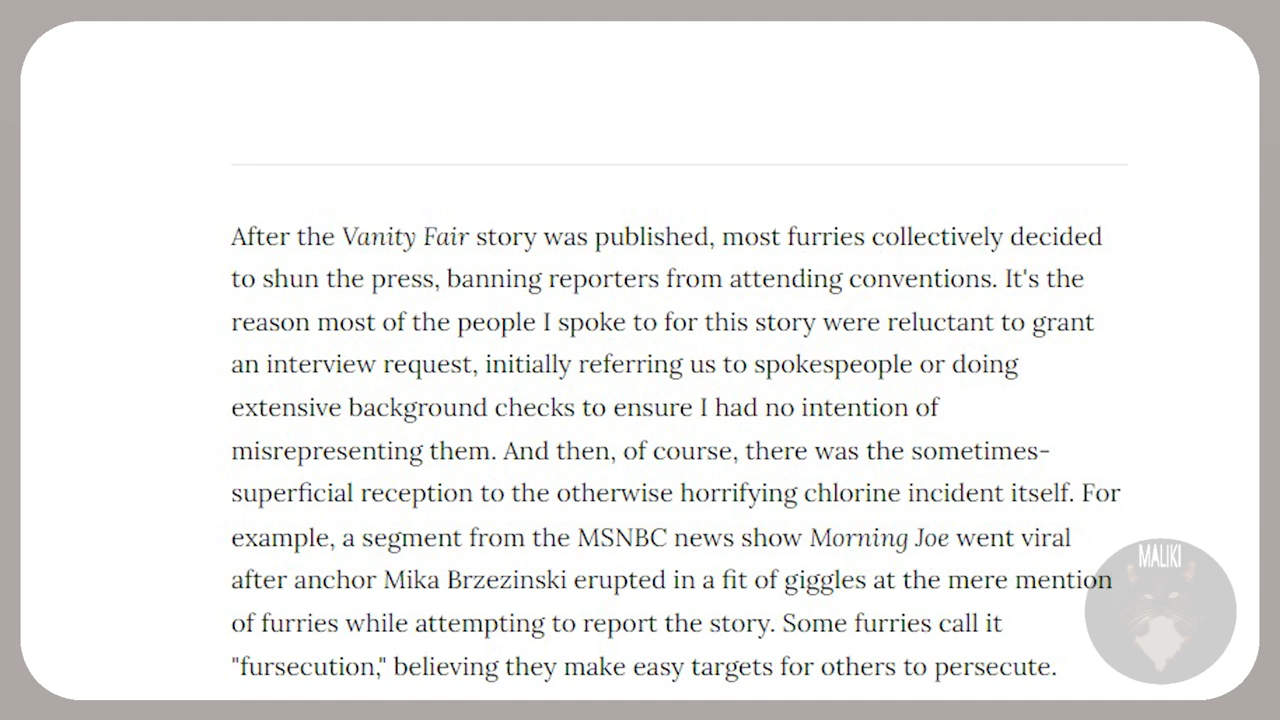 After the Vanity Fair story was published, most furries collectively decided
to shun the press, banning reporters from attending conventions. It's the
reason most of the people I spoke to for this story were reluctant to grant
an interview request, initially referring us to spokespeople or doing
extensive background checks to ensure I had no intention of
misrepresenting them. And then, of course, there was the sometimes-
superficial reception to the otherwise horrifying chlorine incident itself. For
example, a segment from the MSNBC news show Morning Joe went viral
after anchor Mika Brzezinski erupted in a fit of giggles at the mere mention
of furries while attempting to report the story. Some furries call it
"fursecution," believing they make easy targets for others to persecute.
MALIKI